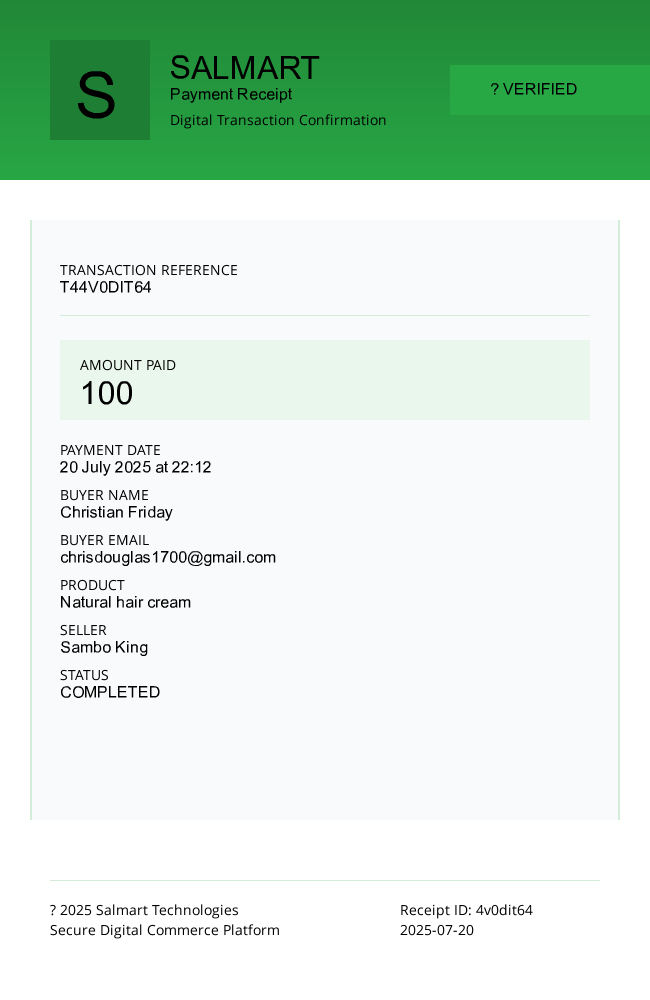 S
SALMART
Payment Receipt
Digital Transaction Confirmation
? VERIFIED
TRANSACTION REFERENCE
T44V0DIT64
AMOUNT PAID
100
PAYMENT DATE
20 July 2025 at 22:12
BUYER NAME
Christian Friday
BUYER EMAIL
chrisdouglas1700@gmail.com
PRODUCT
Natural hair cream
SELLER
Sambo King
STATUS
COMPLETED
? 2025 Salmart Technologies
Secure Digital Commerce Platform
Receipt ID: 4v0dit64
2025-07-20